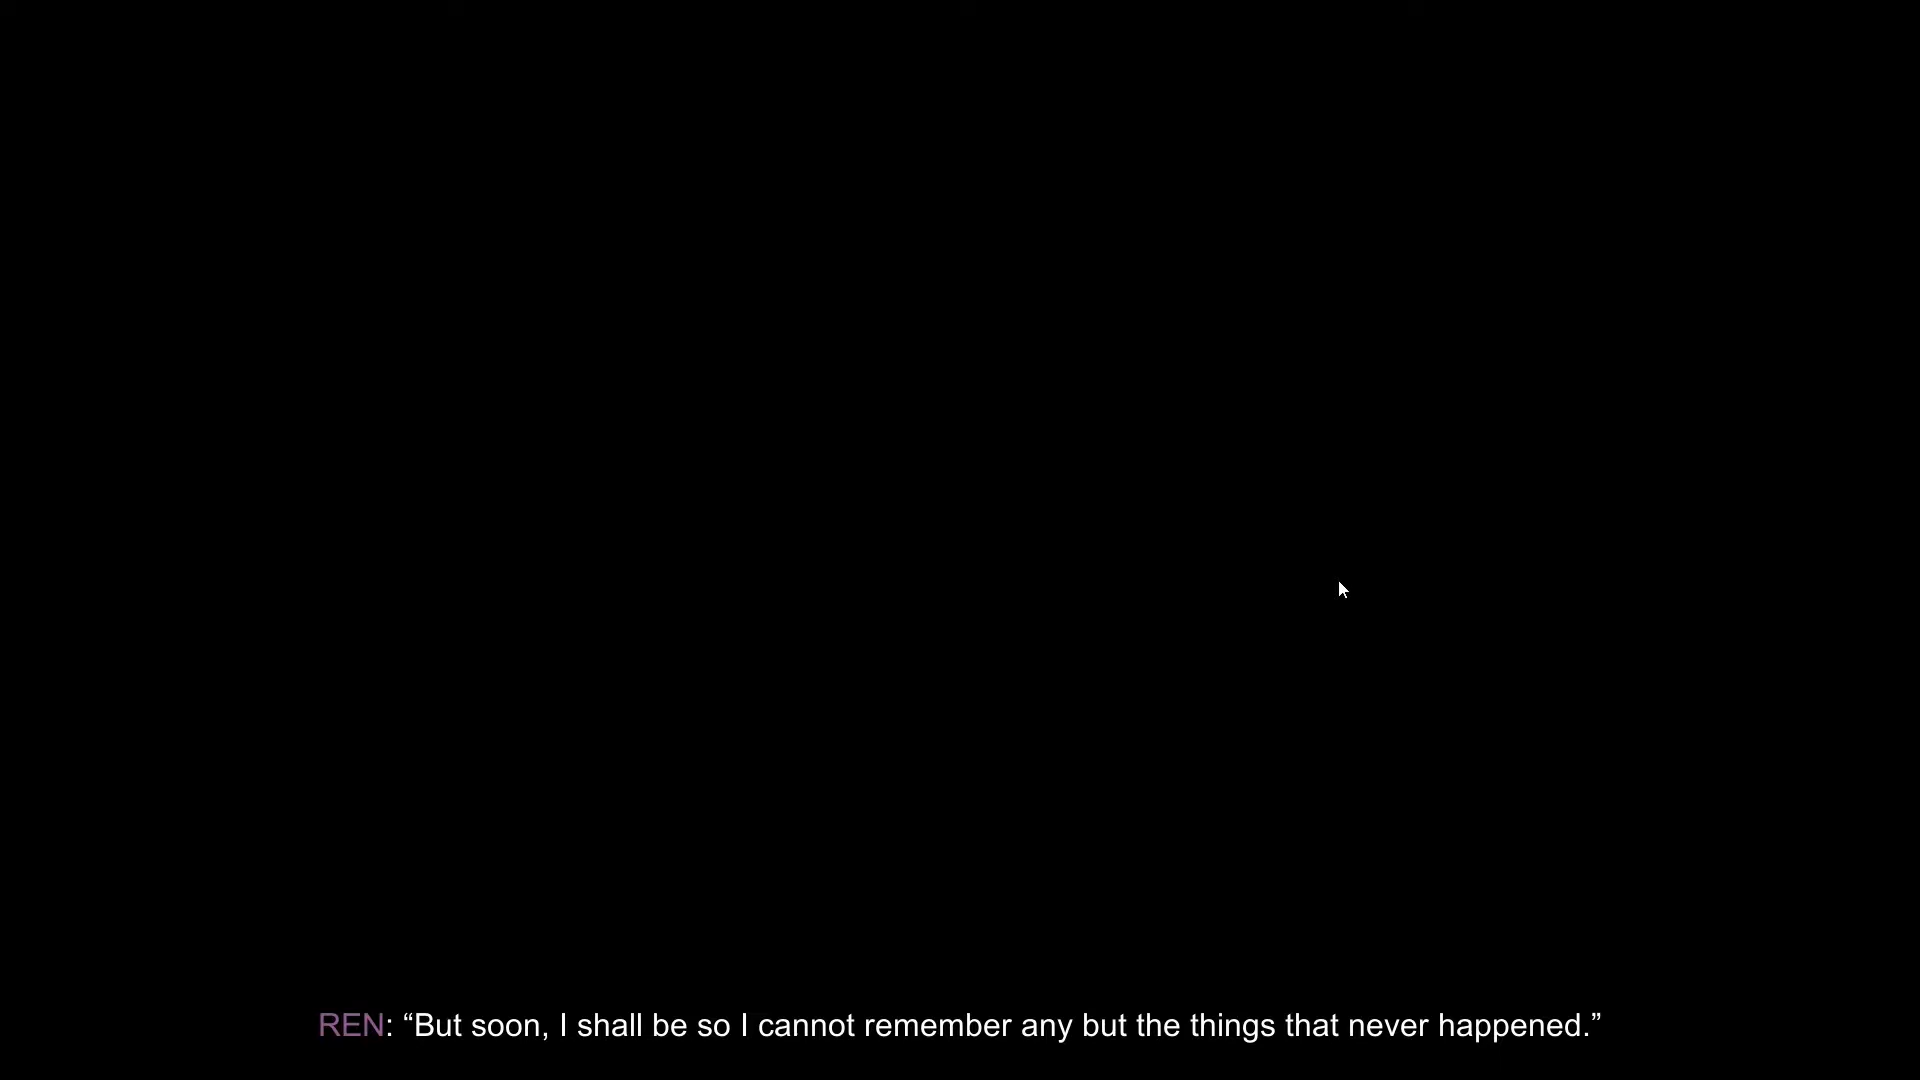 REN: “But soon, I shall be so I cannot remember any but the things that never happened.”